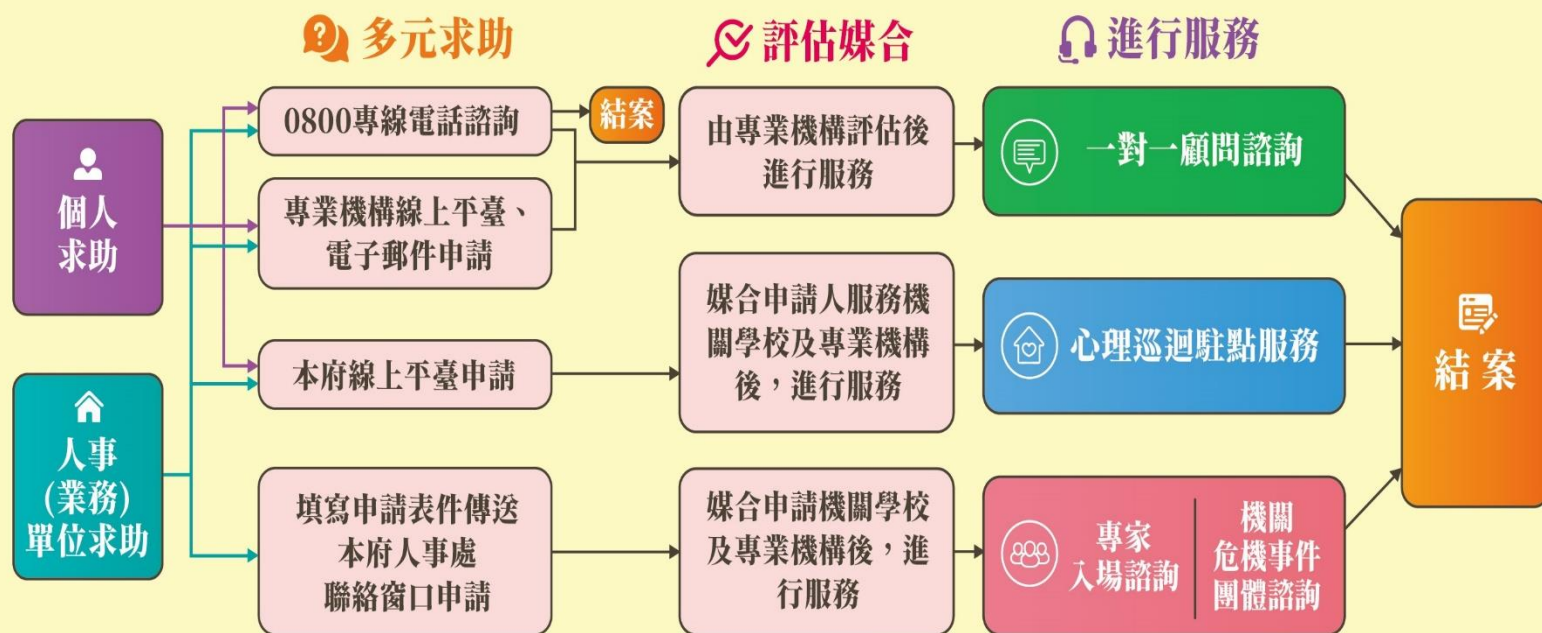 多元求助
評估媒合
進行服務
個人
求助
人事
(業務)
單位求助
0800專線電話諮詢
結案
專業機構線上平臺、
電子郵件申請
本府線上平臺申請
填寫申請表件傳送
本府人事處
聯絡窗口申請
由專業機構評估後
進行服務
媒合申請人服務機
關學校及專業機構
後，進行服務
媒合申請機關學校
及專業機構後，進
行服務
一對一顧問諮詢
心理巡迴駐點服務
專家
入場諮詢
機關
危機事件
團體諮詢
結案